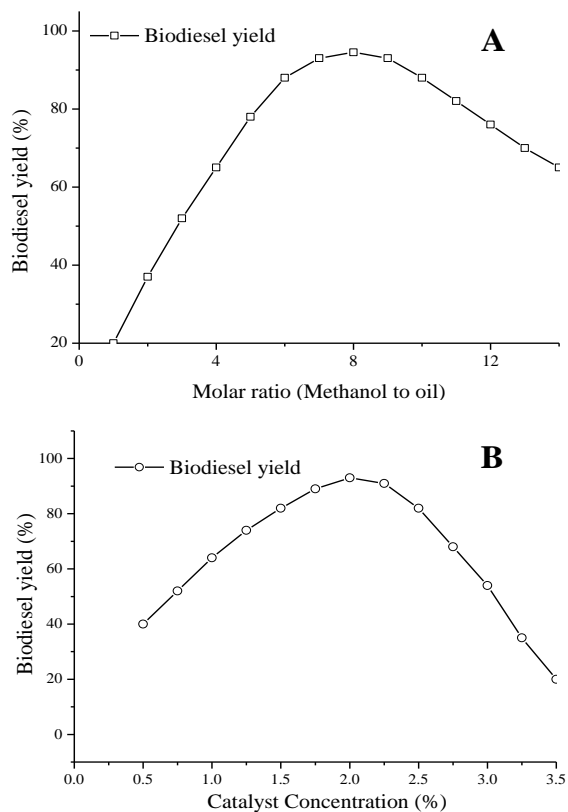 A
Biodiesel yield
100
80
60
40
20
Biodiesel yield (%)
0
4
8
12
Molar ratio (Methanol to oil)
B
Biodiesel yield
100
80
60
40
20
0
Biodiesel yield (%)
0.0
0.5
1.0
1.5
2.0
2.5
3.0
3.5
Catalyst Concentration (%)